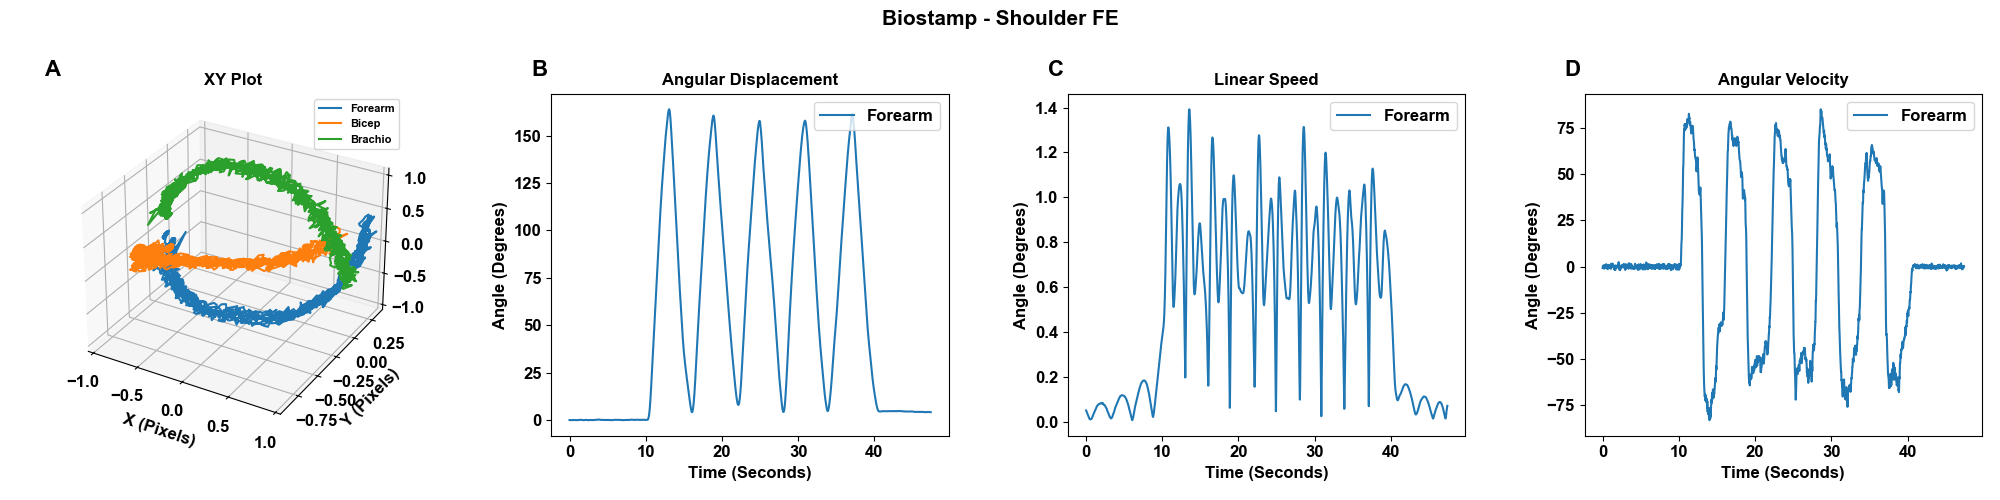 Biostamp - Shoulder FE
A
XY Plot
Forearm
Bicep
Brachio
1.0
0.5
0.0
−0.5
−1.0
0.25
0.00
−0.25
−0.50
−0.75
Y (Pixels)
−1.0
−0.5
0.0
0.5
1.0
X (Pixels)
B
Angular Displacement
Forearm
Angle (Degrees)
150
125
100
75
50
25
0
0 10 20 30 40
Time (Seconds)
C
Linear Speed
Forearm
Angle (Degrees)
1.4
1.2
1.0
0.8
0.6
0.4
0.2
0.0
0 10 20 30 40
Time (Seconds)
D
Angular Velocity
Forearm
Angle (Degrees)
75
50
25
0
−25
−50
−75
0 10 20 30 40
Time (Seconds)